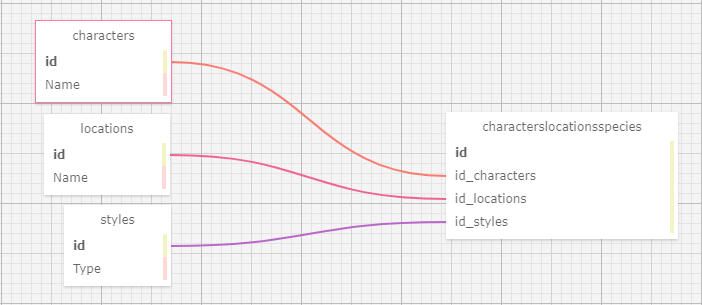 characters
id
Name
locations
id
Name
styles
id
Type
characterslocationsspecies
id
id_characters
id_locations
id_styles